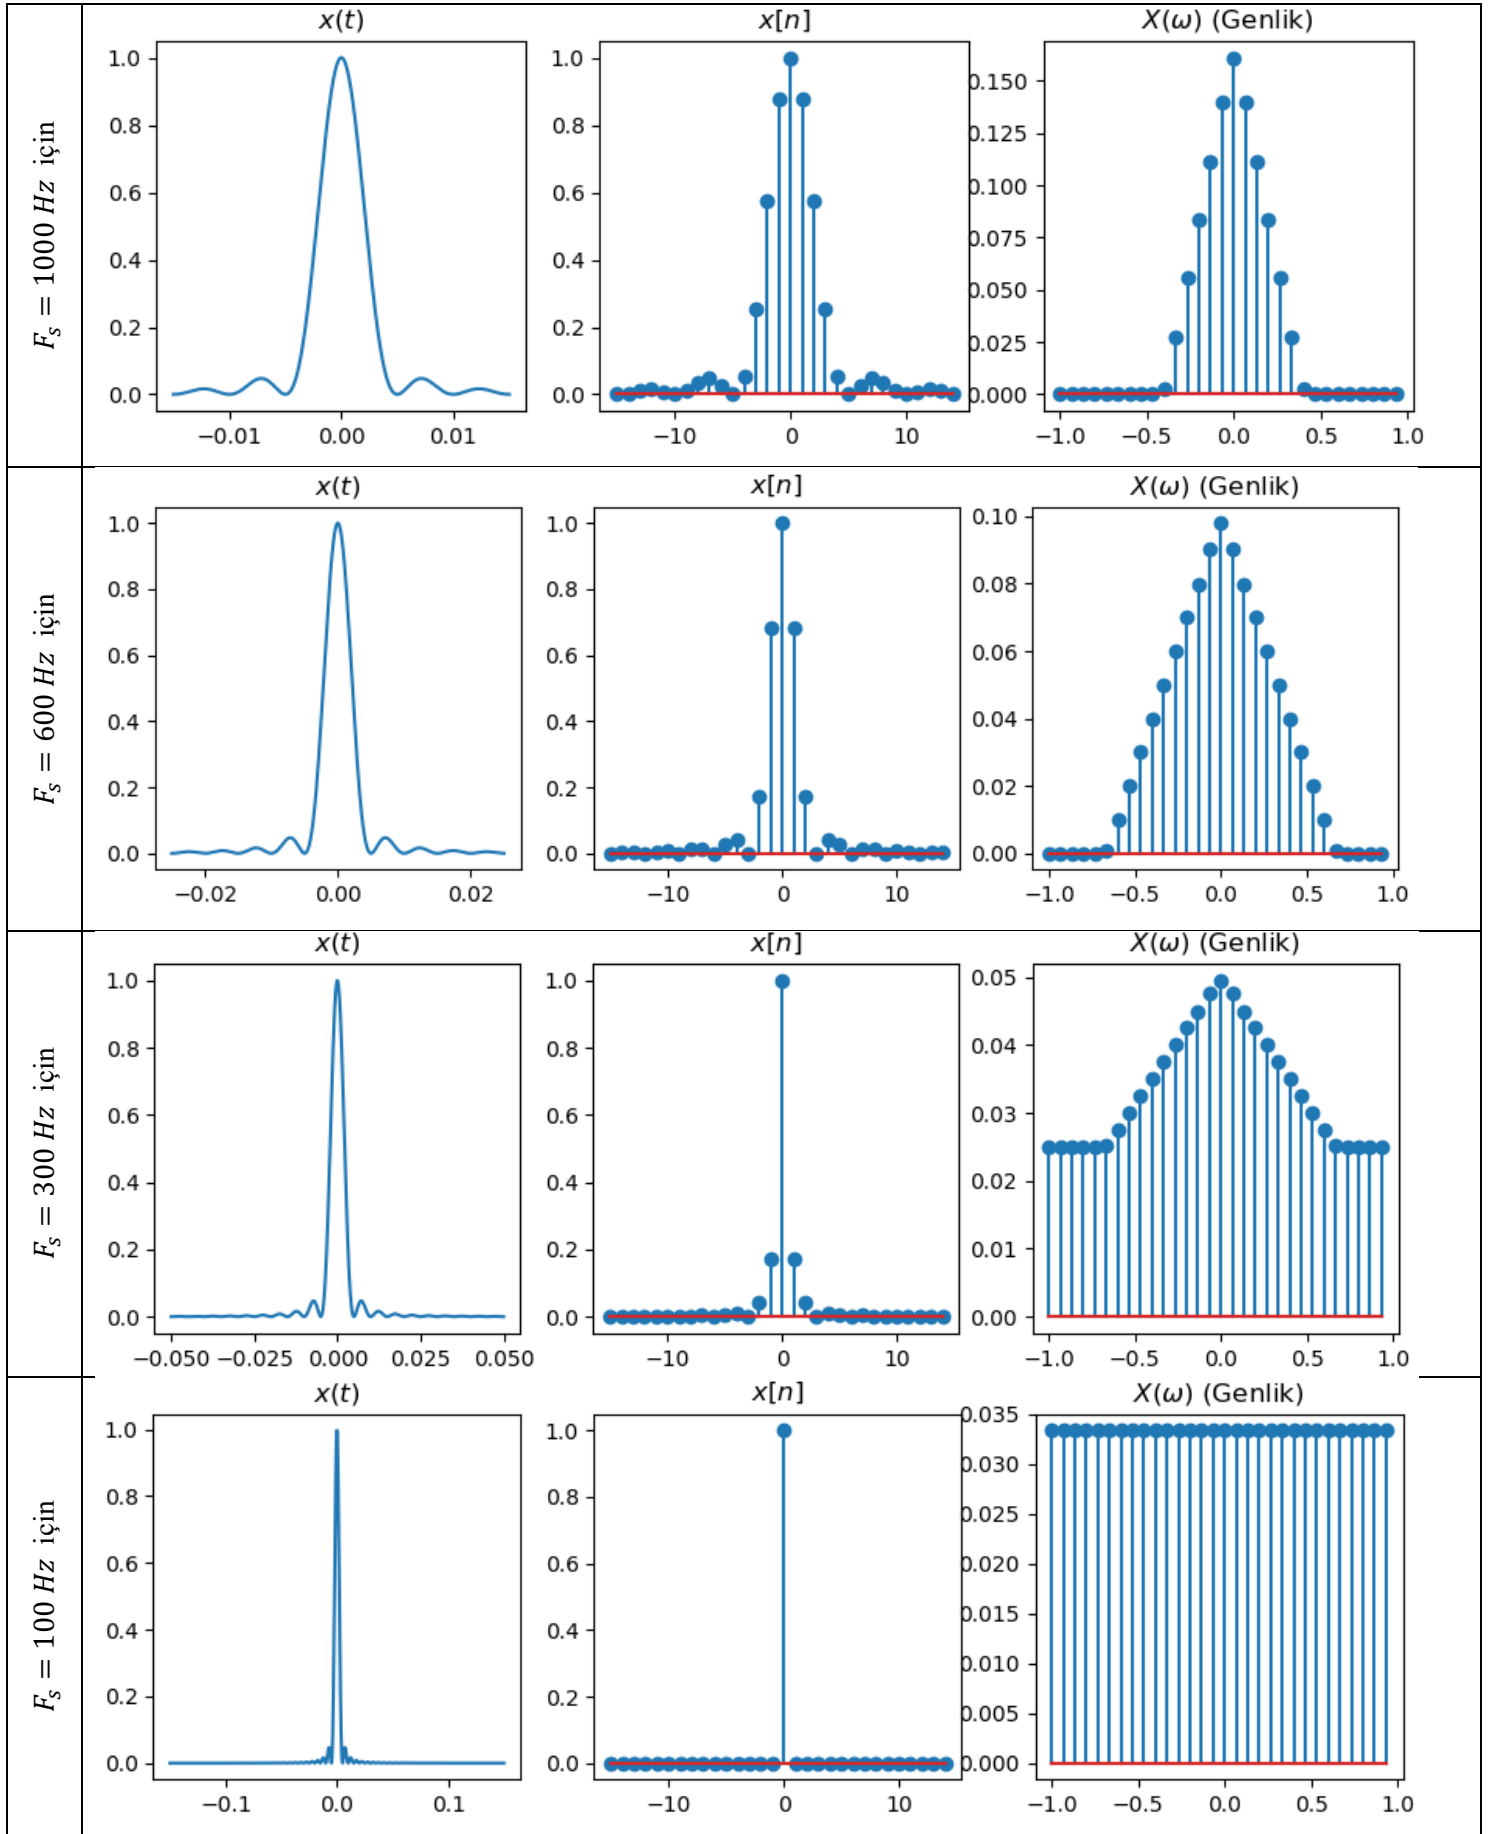 F_s = 1000 Hz için
x(t)
1.0
0.8
0.6
0.4
0.2
0.0
−0.01 0.00 0.01
x[n]
1.0
0.8
0.6
0.4
0.2
0.0
−10 0 10
X(ω) (Genlik)
0.150
0.125
0.100
0.075
0.050
0.025
0.000
−1.0 −0.5 0.0 0.5 1.0
F_s = 600 Hz için
x(t)
1.0
0.8
0.6
0.4
0.2
0.0
−0.02 0.00 0.02
x[n]
1.0
0.8
0.6
0.4
0.2
0.0
−10 0 10
X(ω) (Genlik)
0.10
0.08
0.06
0.04
0.02
0.00
−1.0 −0.5 0.0 0.5 1.0
F_s = 300 Hz için
x(t)
1.0
0.8
0.6
0.4
0.2
0.0
−0.050 −0.025 0.000 0.025 0.050
x[n]
1.0
0.8
0.6
0.4
0.2
0.0
−10 0 10
X(ω) (Genlik)
0.05
0.04
0.03
0.02
0.01
0.00
−1.0 −0.5 0.0 0.5 1.0
F_s = 100 Hz için
x(t)
1.0
0.8
0.6
0.4
0.2
0.0
−0.1 0.0 0.1
x[n]
1.0
0.8
0.6
0.4
0.2
0.0
−10 0 10
X(ω) (Genlik)
0.035
0.030
0.025
0.020
0.015
0.010
0.005
0.000
−1.0 −0.5 0.0 0.5 1.0